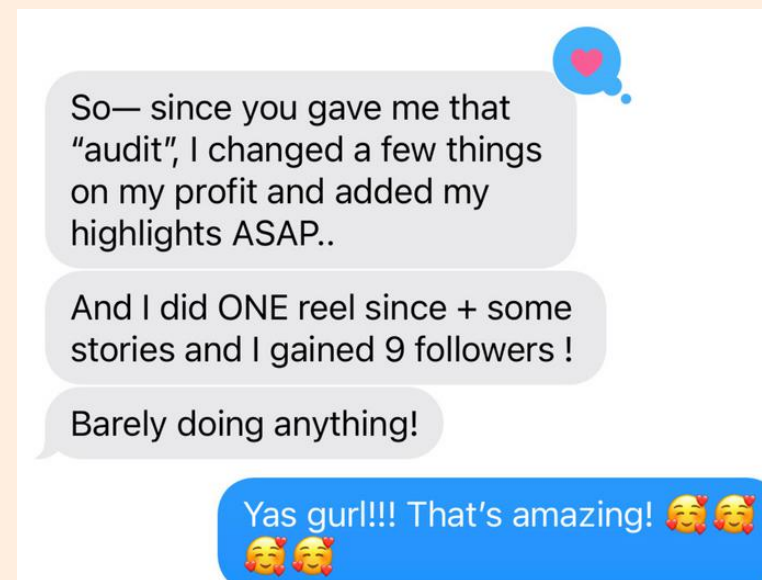 So— since you gave me that
“audit”, I changed a few things
on my profit and added my
highlights ASAP..
And I did ONE reel since + some
stories and I gained 9 followers !
Barely doing anything!
Yas gurl!!! That’s amazing! 🥰🥰
🥰🥰